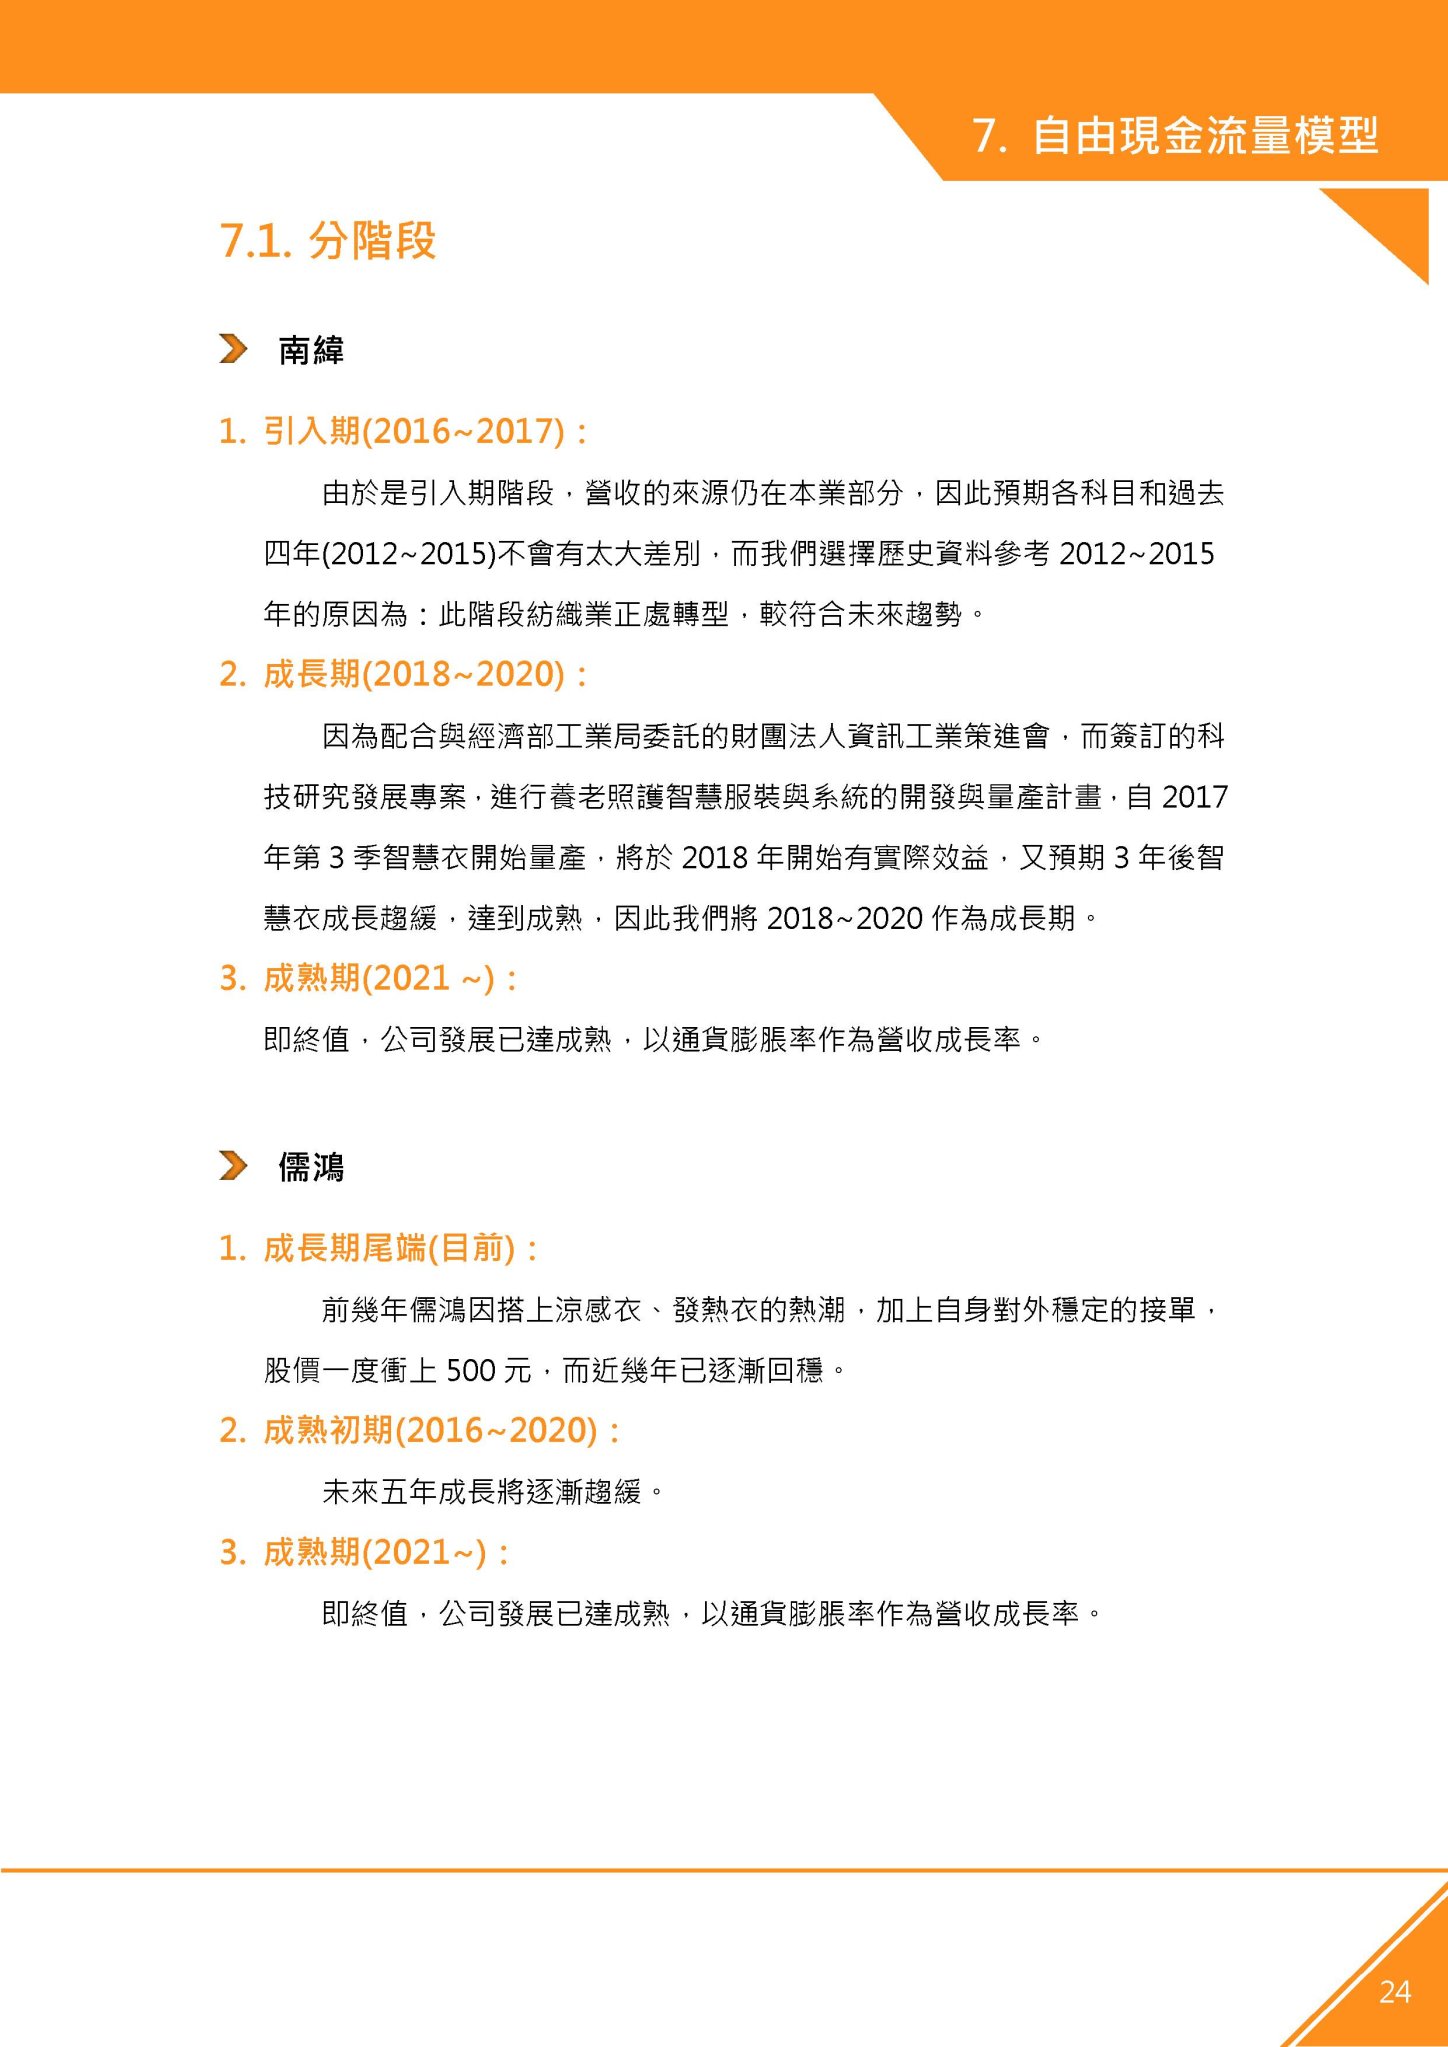 7. 自由現金流量模型
7.1. 分階段
南緯
1. 引入期(2016~2017)：
由於是引入期階段，營收的來源仍在本業部分，因此預期各科目和過去
四年(2012~2015)不會有太大差別，而我們選擇歷史資料參考 2012~2015
年的原因為：此階段紡織業正處轉型，較符合未來趨勢。
2. 成長期(2018~2020)：
因為配合與經濟部工業局委託的財團法人資訊工業策進會，而簽訂的科
技研究發展專案，進行養老照護智慧服裝與系統的開發與量產計畫，自 2017
年第 3 季智慧衣開始量產，將於 2018 年開始有實際效益，又預期 3 年後智
慧衣成長趨緩，達到成熟，因此我們將 2018~2020 作為成長期。
3. 成熟期(2021 ~)：
即終值，公司發展已達成熟，以通貨膨脹率作為營收成長率。
儒鴻
1. 成長期尾端(目前)：
前幾年儒鴻因搭上涼感衣、發熱衣的熱潮，加上自身對外穩定的接單，
股價一度衝上 500 元，而近幾年已逐漸回穩。
2. 成熟初期(2016~2020)：
未來五年成長將逐漸趨緩。
3. 成熟期(2021~)：
即終值，公司發展已達成熟，以通貨膨脹率作為營收成長率。
24